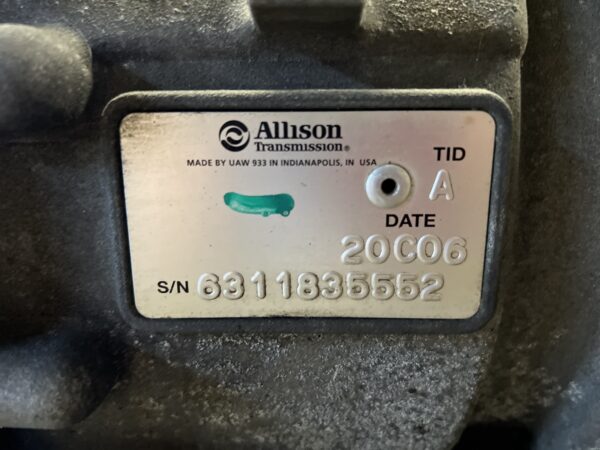 Allison
Transmission®
MADE BY UAW 933 IN INDIANAPOLIS, IN USA
TID
A
DATE
20C06
S/N 6311835552